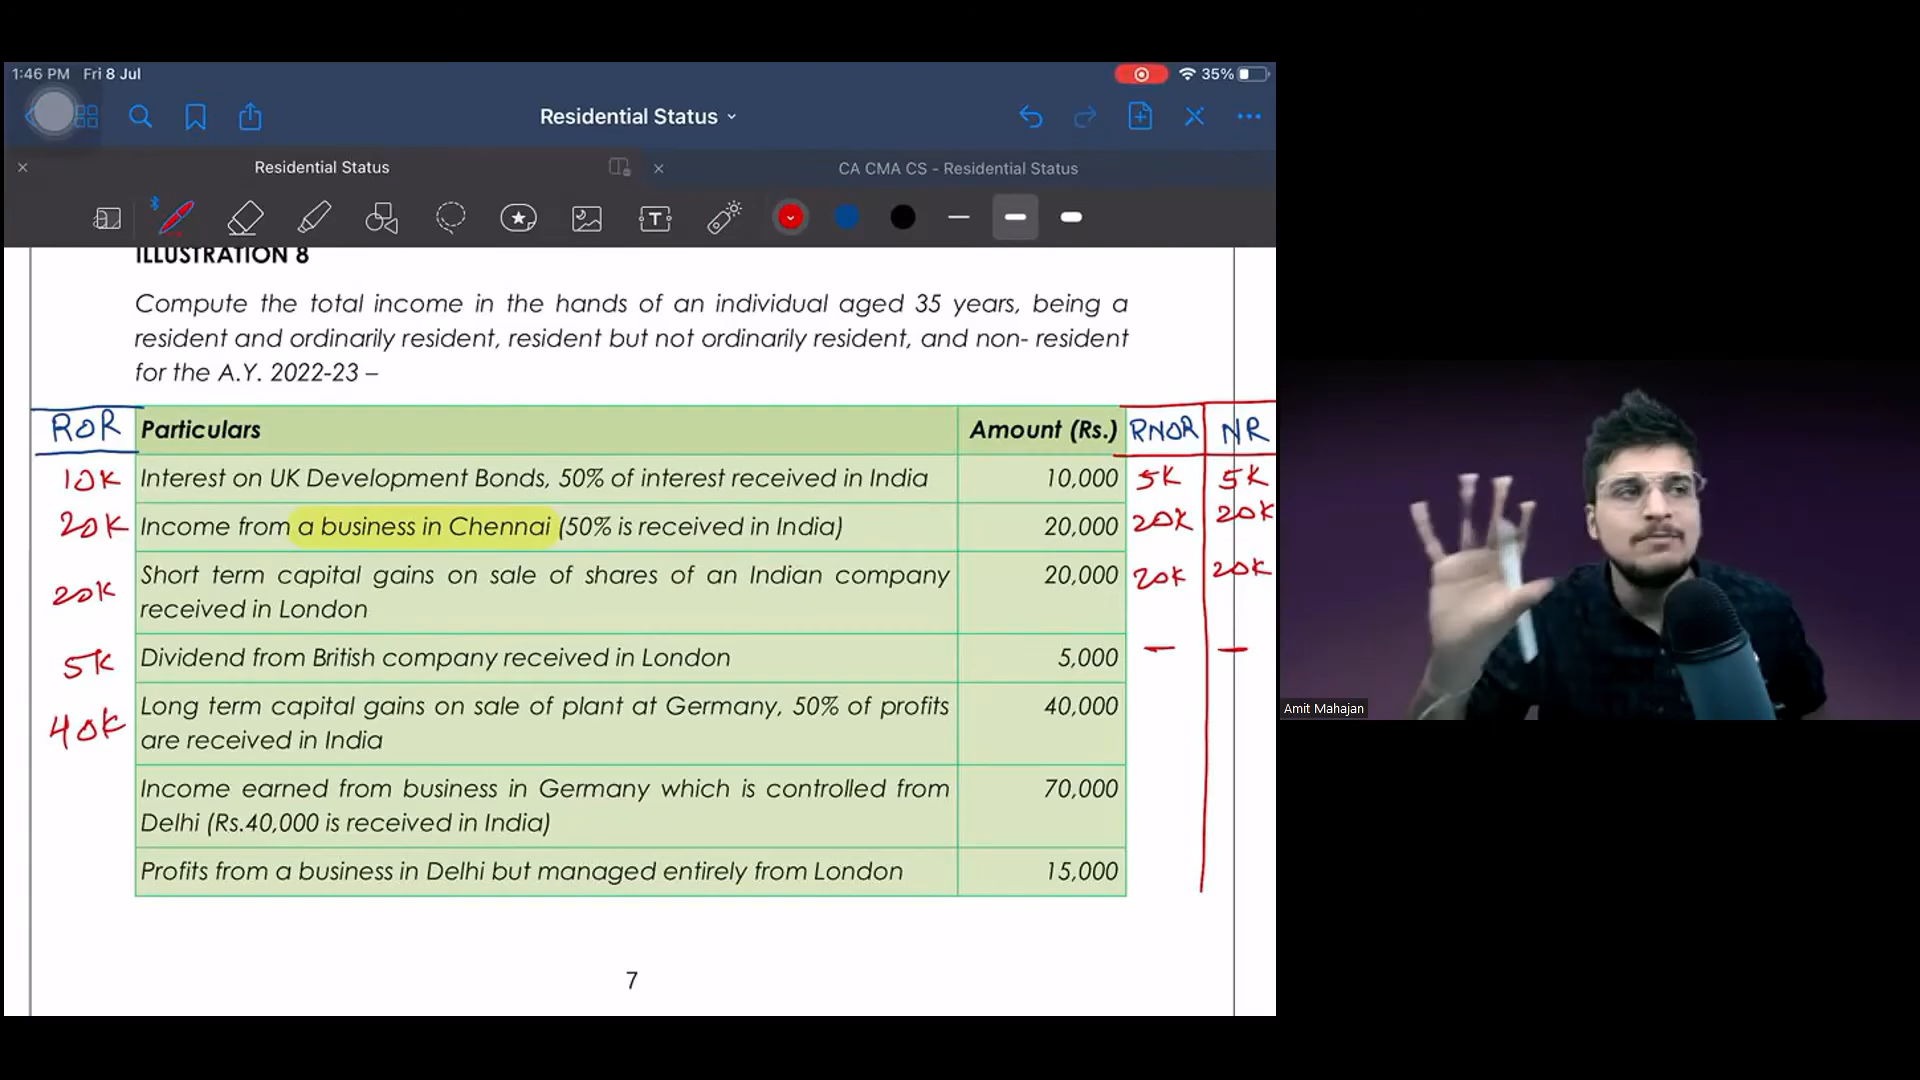 1:46 PM Fri 8 Jul
35%
Residential Status
Residential Status
CA CMA CS - Residential Status
T
ILLUSTRATION 8
Compute the total income in the hands of an individual aged 35 years, being a
resident and ordinarily resident, resident but not ordinarily resident, and non- resident
for the A.Y. 2022-23 –
ROR Particulars Amount (Rs.) RNOR NR
10K Interest on UK Development Bonds, 50% of interest received in India 10,000 5K 5K
20K Income from a business in Chennai (50% is received in India) 20,000 20K 20K
20K Short term capital gains on sale of shares of an Indian company 20,000 20K 20K
received in London
5K Dividend from British company received in London 5,000 — —
40K Long term capital gains on sale of plant at Germany, 50% of profits 40,000
are received in India
Income earned from business in Germany which is controlled from 70,000
Delhi (Rs.40,000 is received in India)
Profits from a business in Delhi but managed entirely from London 15,000
7
Amit Mahajan